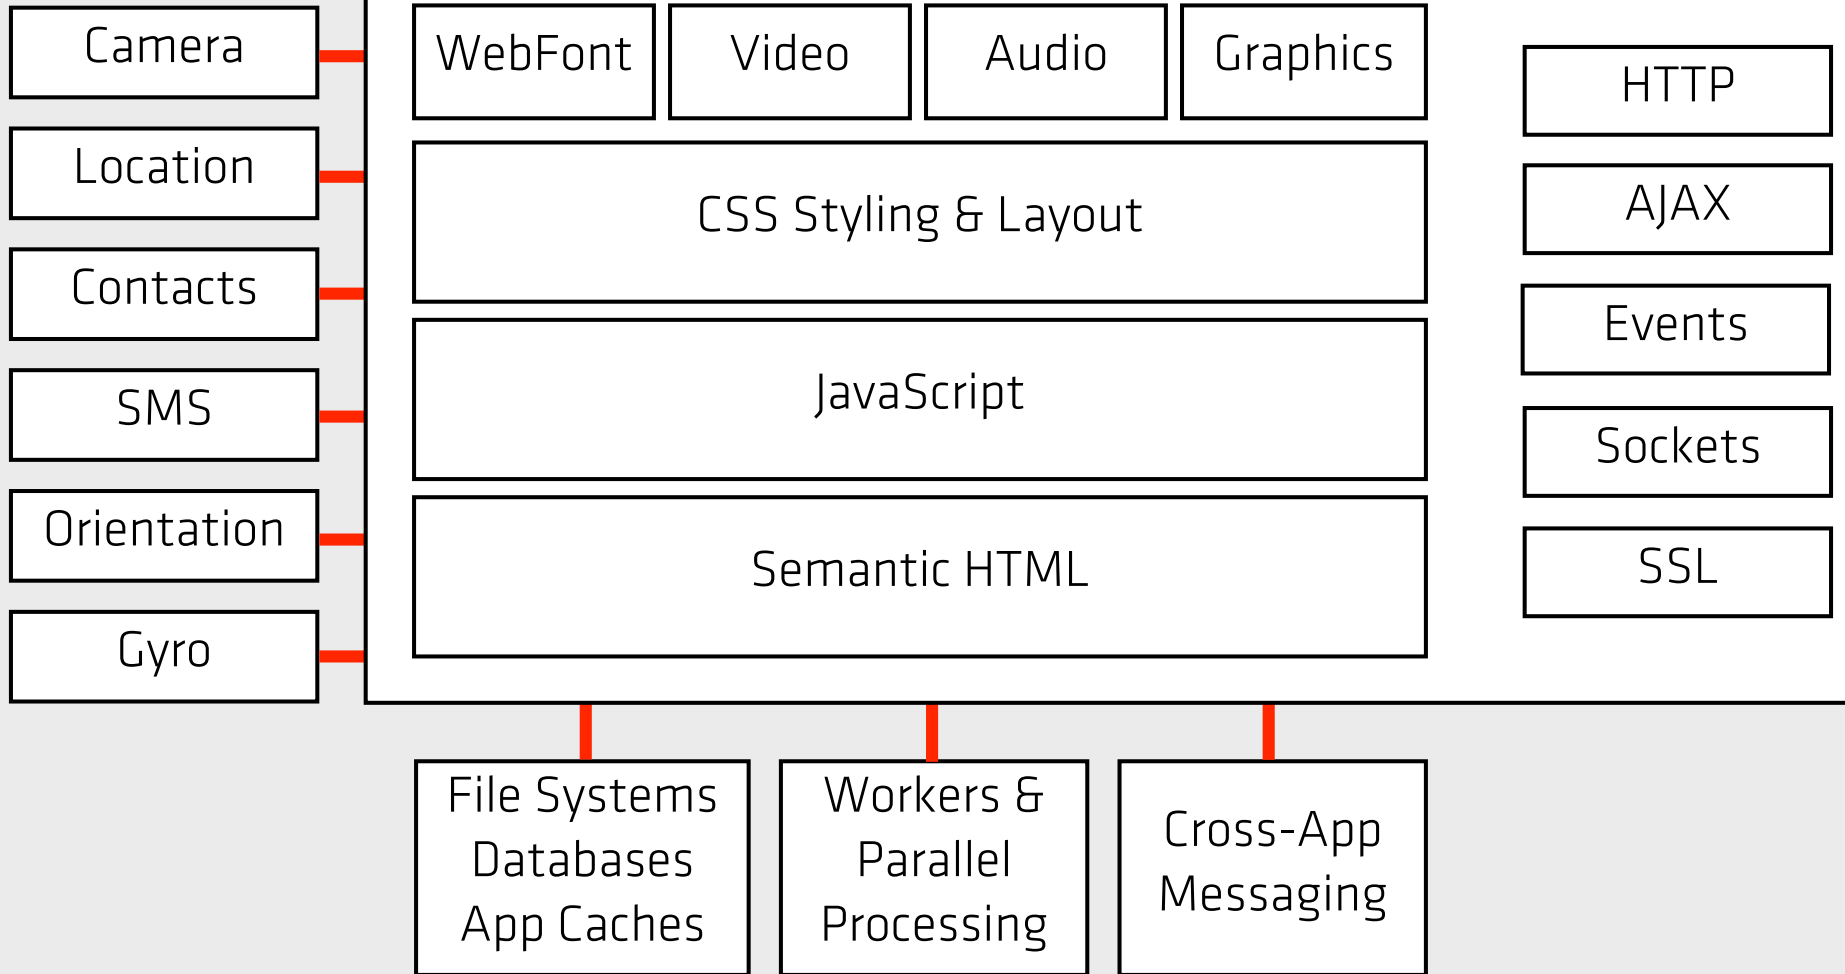 Camera
Location
Contacts
SMS
Orientation
Gyro
WebFont
Video
Audio
Graphics
CSS Styling & Layout
JavaScript
Semantic HTML
HTTP
AJAX
Events
Sockets
SSL
File Systems
Databases
App Caches
Workers &
Parallel
Processing
Cross-App
Messaging